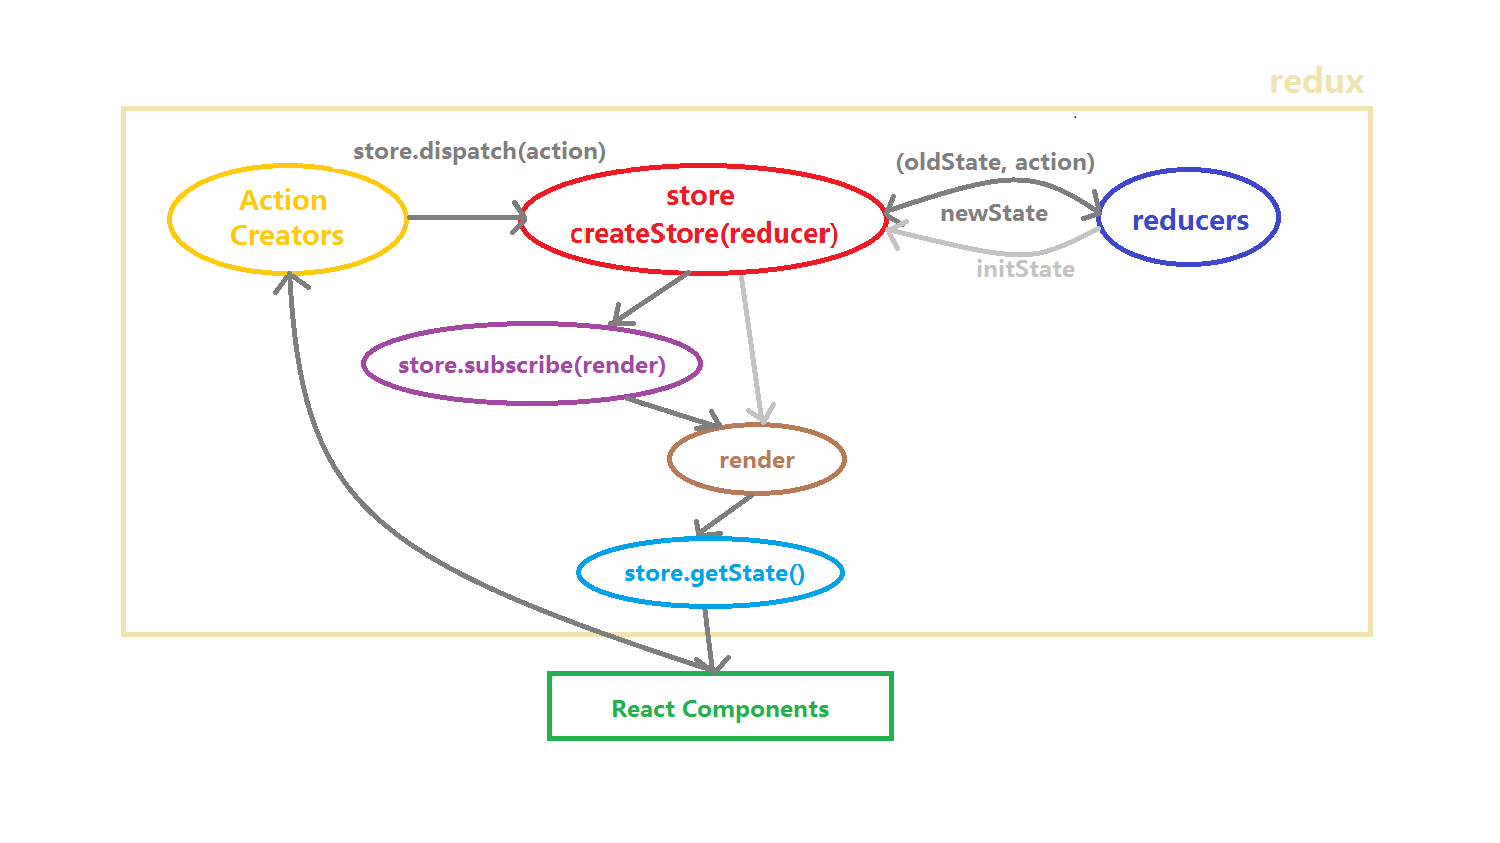 redux
store.dispatch(action)
(oldState, action)
Action
Creators
store
createStore(reducer)
newState
reducers
initState
store.subscribe(render)
render
store.getState()
React Components